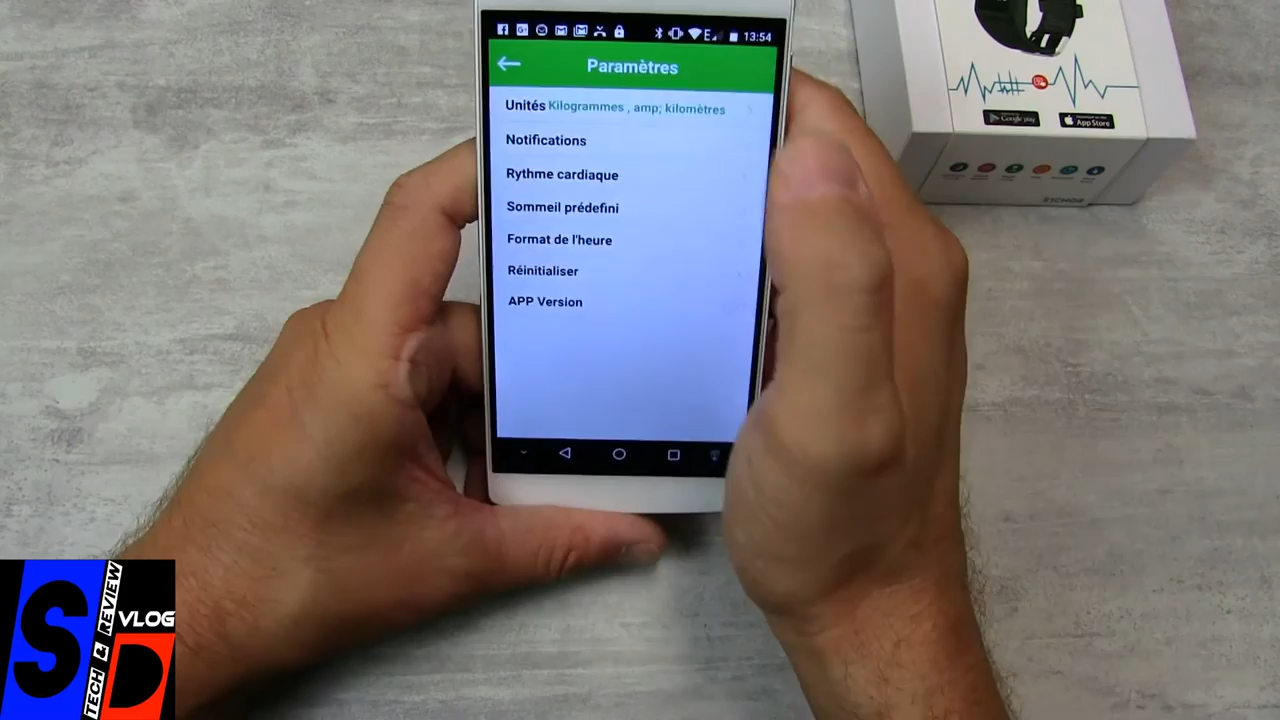 13:54
Paramètres
Unités Kilogrammes , amp; kilomètres
Notifications
Rythme cardiaque
Sommeil prédefini
Format de l'heure
Réinitialiser
APP Version
Google play
App Store
SD
TECH & REVIEW
VLOG